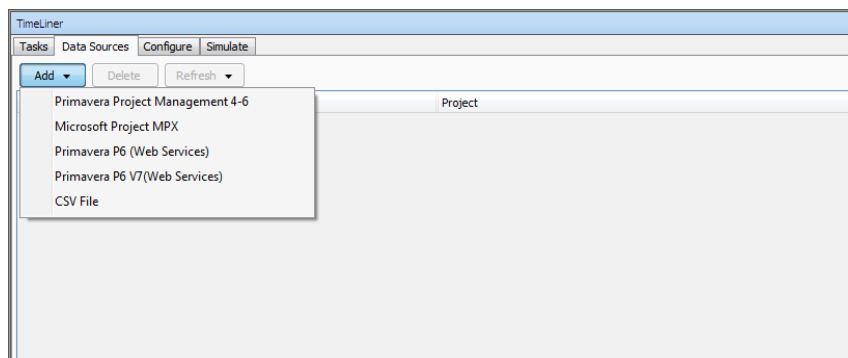 TimeLiner
Tasks Data Sources Configure Simulate
Add Delete Refresh
Project
Primavera Project Management 4-6
Microsoft Project MPX
Primavera P6 (Web Services)
Primavera P6 V7(Web Services)
CSV File